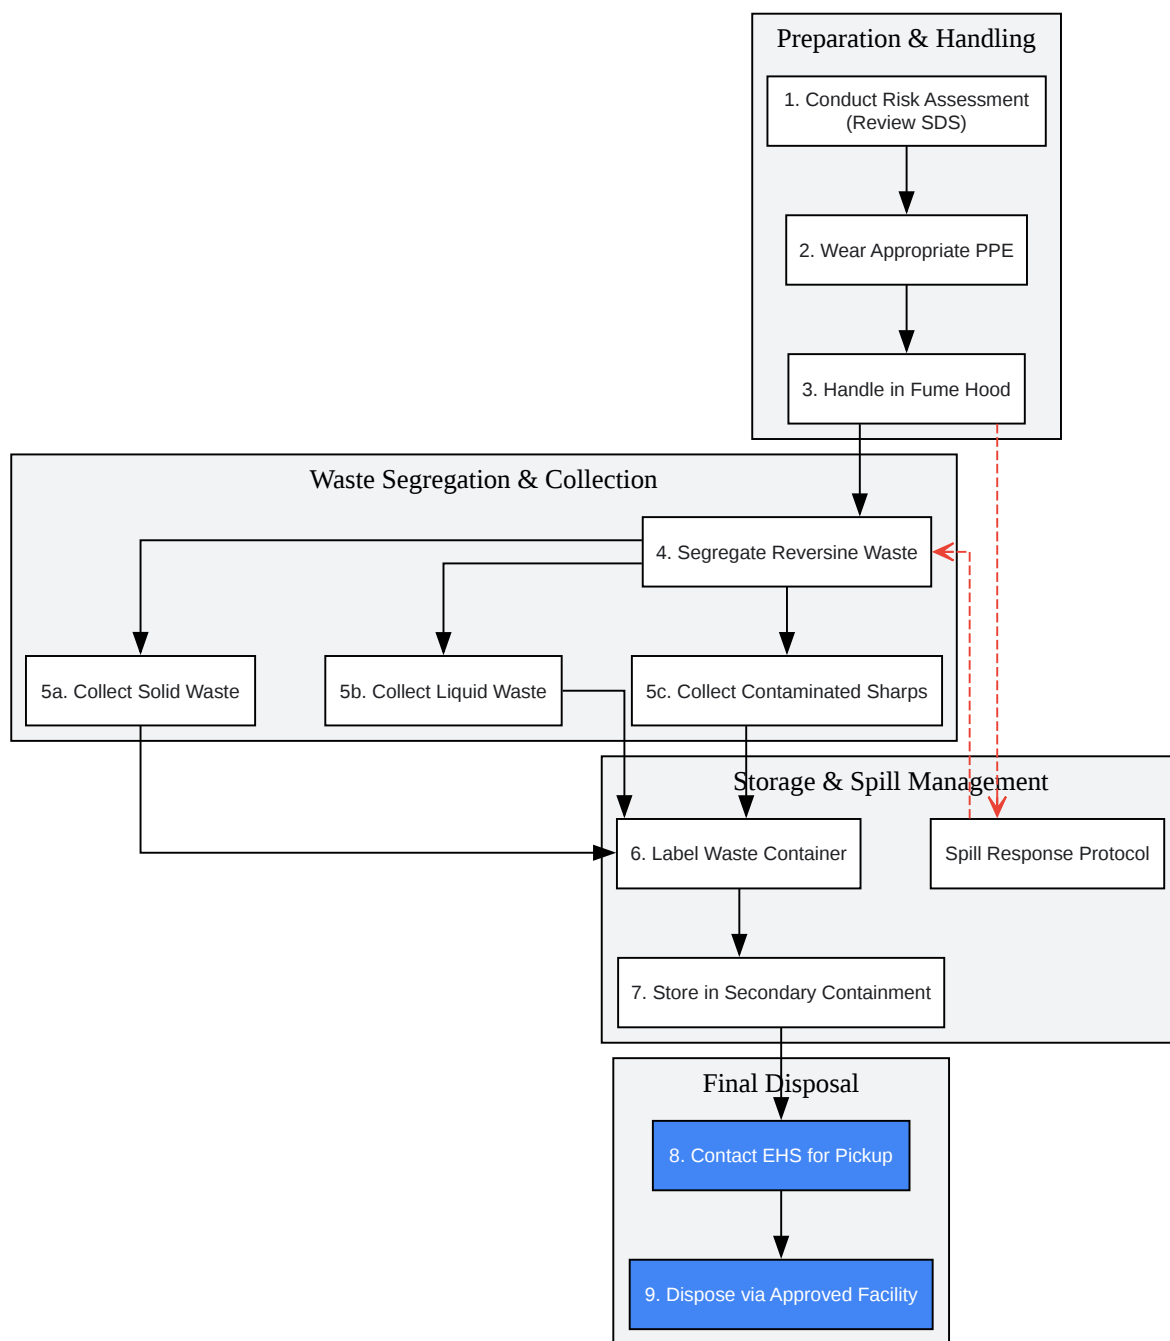 Preparation & Handling
1. Conduct Risk Assessment
(Review SDS)
2. Wear Appropriate PPE
3. Handle in Fume Hood
Waste Segregation & Collection
4. Segregate Reversine Waste
5a. Collect Solid Waste
5b. Collect Liquid Waste
5c. Collect Contaminated Sharps
Storage & Spill Management
6. Label Waste Container
Spill Response Protocol
7. Store in Secondary Containment
Final Disposal
8. Contact EHS for Pickup
9. Dispose via Approved Facility